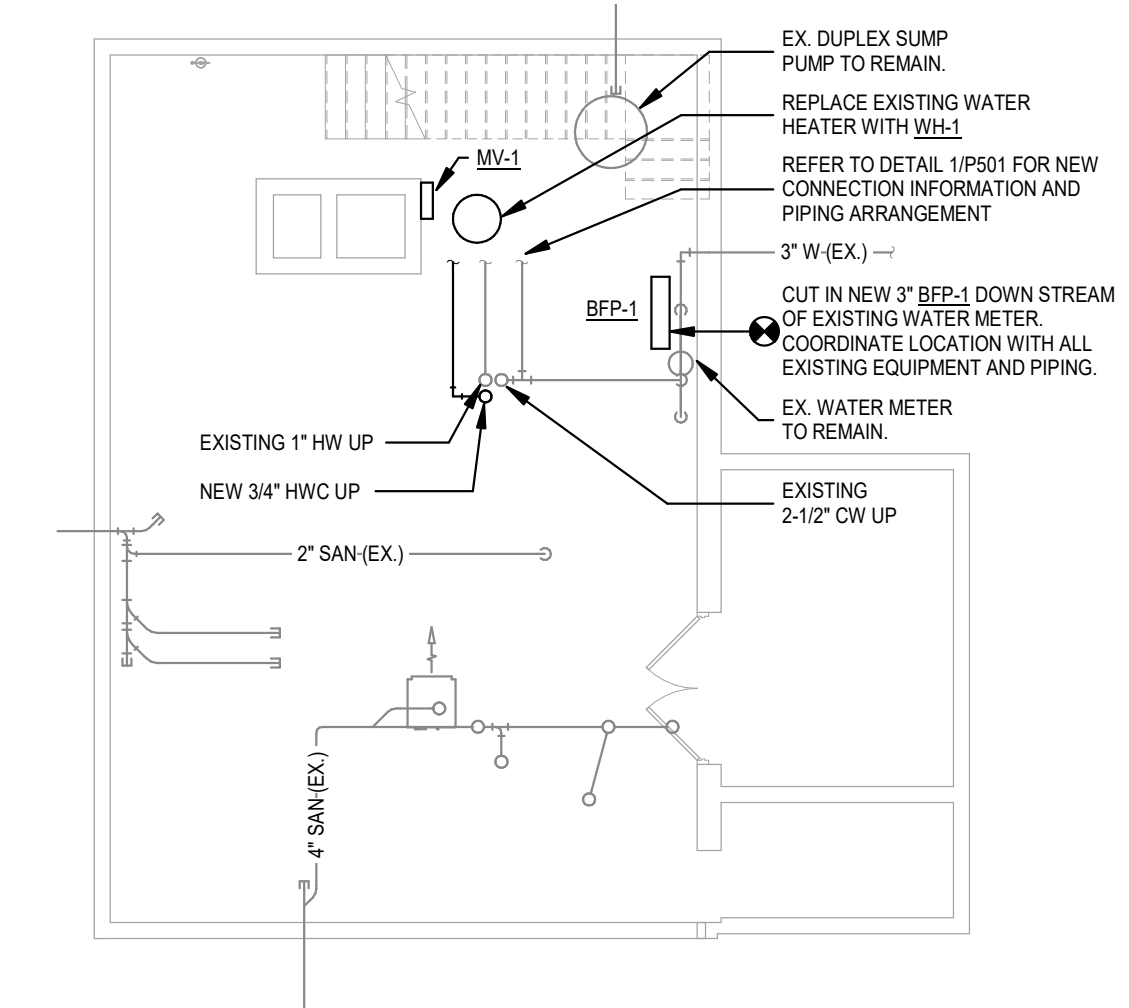 EX. DUPLEX SUMP
PUMP TO REMAIN.
REPLACE EXISTING WATER
HEATER WITH WH-1
MV-1
REFER TO DETAIL 1/P501 FOR NEW
CONNECTION INFORMATION AND
PIPING ARRANGEMENT
3" W (EX.)
BFP-1
CUT IN NEW 3" BFP-1 DOWN STREAM
OF EXISTING WATER METER.
COORDINATE LOCATION WITH ALL
EXISTING EQUIPMENT AND PIPING.
EX. WATER METER
TO REMAIN.
EXISTING 1" HW UP
NEW 3/4" HWC UP
EXISTING
2-1/2" CW UP
2" SAN (EX.)
4" SAN (EX.)